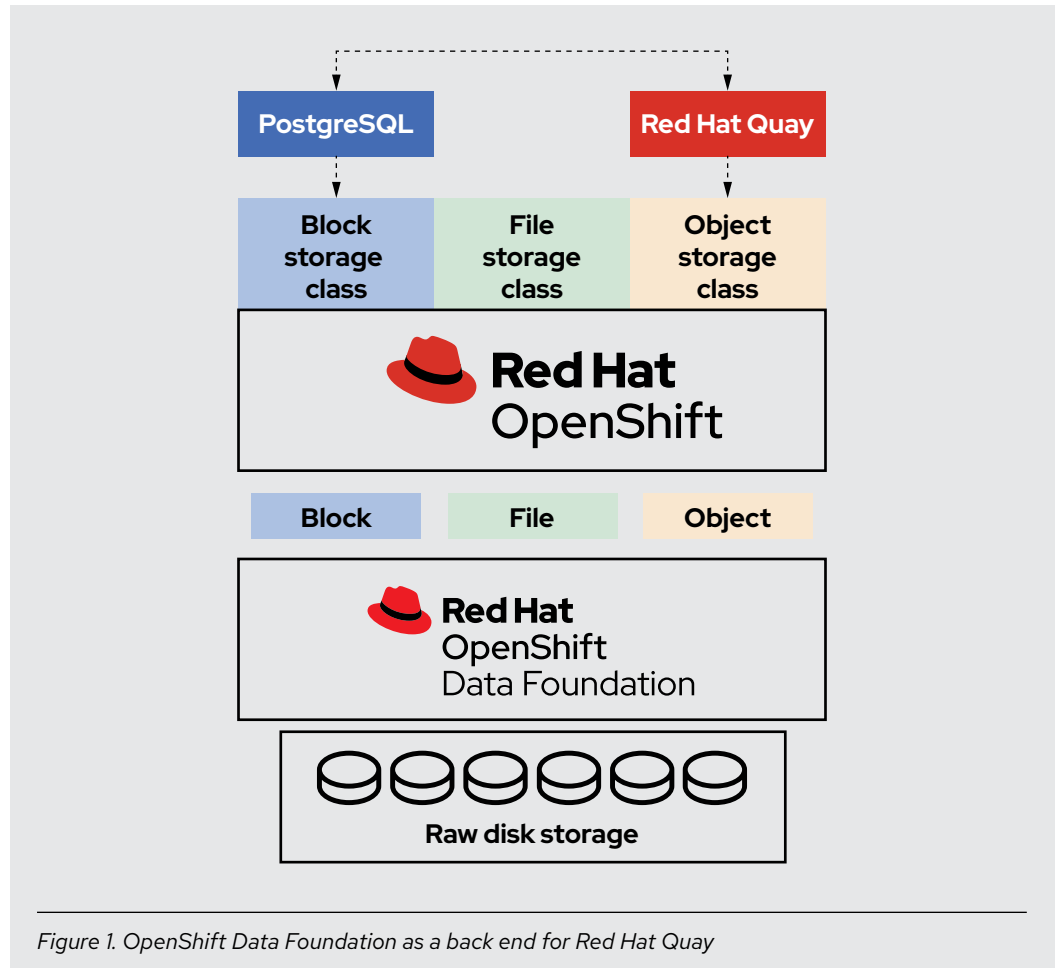 PostgreSQL
Red Hat Quay
Block
storage
class
File
storage
class
Object
storage
class
Red Hat
OpenShift
Block
File
Object
Red Hat
OpenShift
Data Foundation
Raw disk storage
Figure 1. OpenShift Data Foundation as a back end for Red Hat Quay